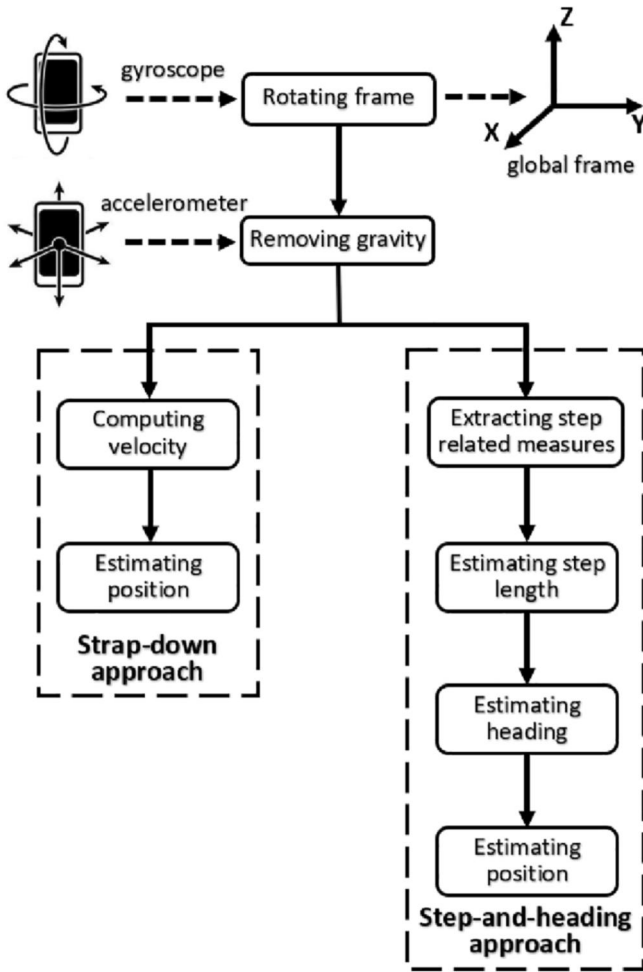 gyroscope
Rotating frame
Z
X
Y
global frame
accelerometer
Removing gravity
Computing
velocity
Estimating
position
Strap-down
approach
Extracting step
related measures
Estimating step
length
Estimating
heading
Estimating
position
Step-and-heading
approach